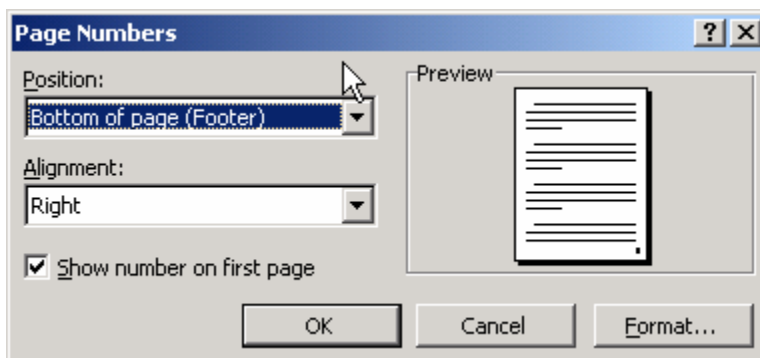 Page Numbers
Position:
Bottom of page (Footer)
Alignment:
Right
Show number on first page
Preview
OK
Cancel
Format...